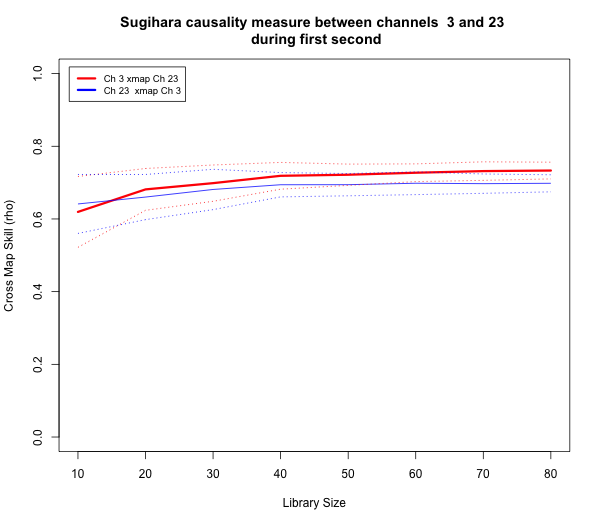 Sugihara causality measure between channels  3 and 23
during first second
Ch 3 xmap Ch 23
Ch 23  xmap Ch 3
Cross Map Skill (rho)
1.0
0.8
0.6
0.4
0.2
0.0
10 20 30 40 50 60 70 80
Library Size